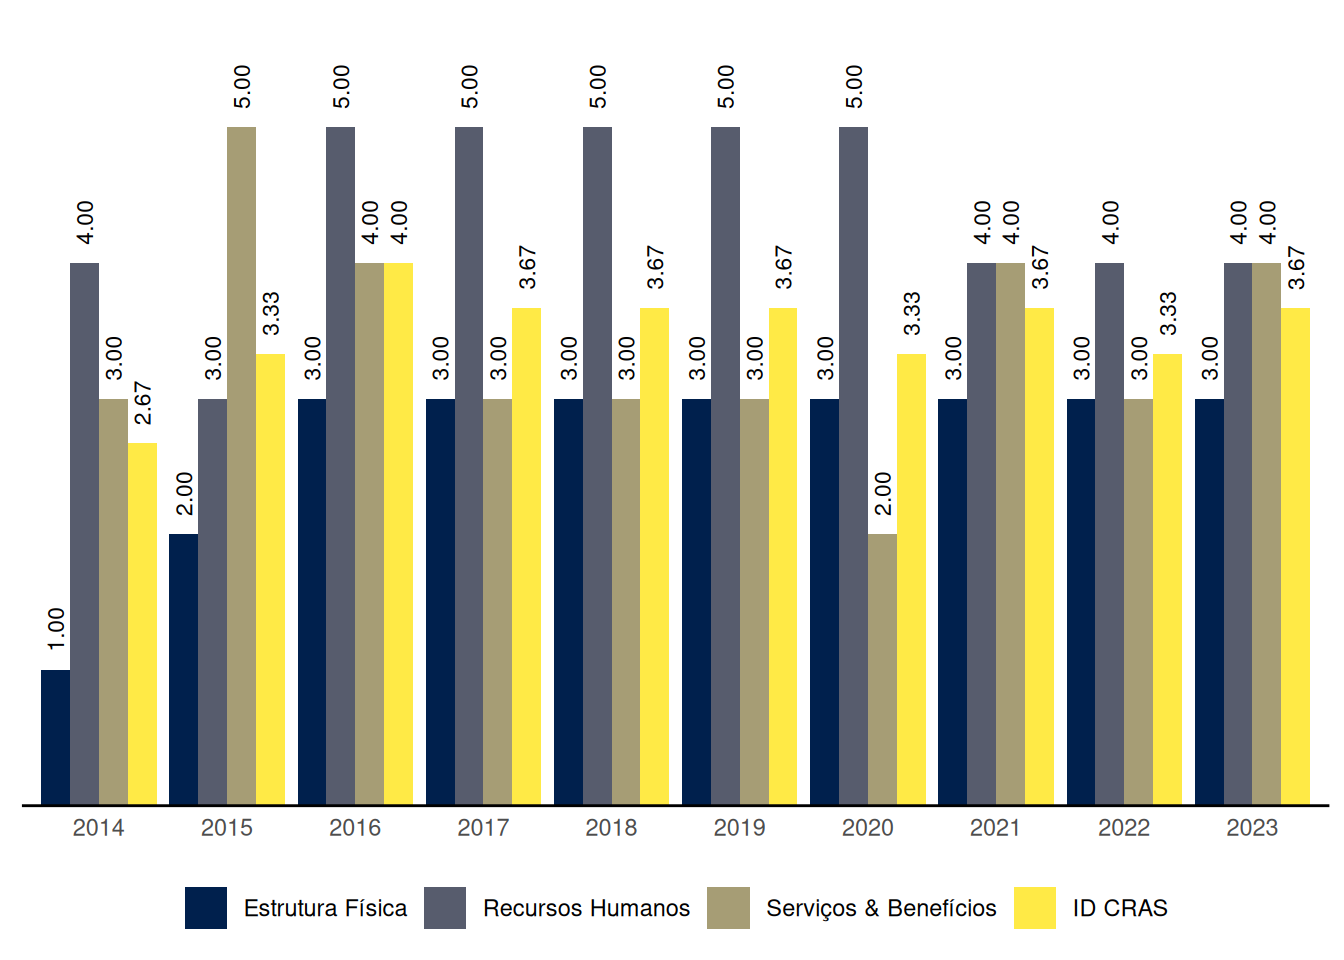 5.00 5.00 5.00 5.00 5.00 5.00
4.00 4.00 4.00 4.00 4.00 4.00 4.00 4.00
3.67 3.67 3.67 3.67 3.67
3.33 3.33 3.33
3.00 3.00 3.00 3.00 3.00 3.00 3.00 3.00 3.00 3.00 3.00 3.00 3.00 3.00
2.67
2.00 2.00
1.00
2014 2015 2016 2017 2018 2019 2020 2021 2022 2023
Estrutura Física Recursos Humanos Serviços & Benefícios ID CRAS